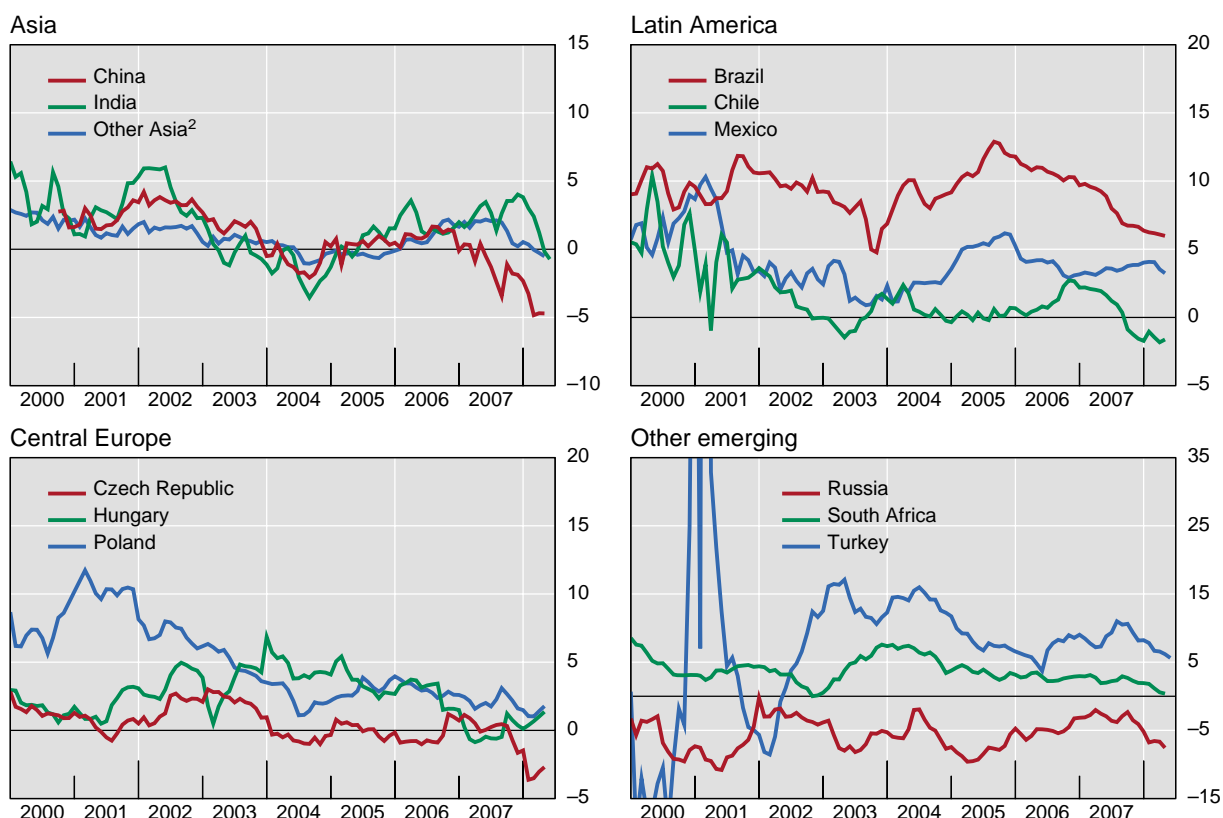 Asia
15
China
India
Other Asia2
10
5
0
–5
–10
2000 2001 2002 2003 2004 2005 2006 2007
Latin America
20
Brazil
Chile
Mexico
15
10
5
0
–5
2000 2001 2002 2003 2004 2005 2006 2007
Central Europe
20
Czech Republic
Hungary
Poland
15
10
5
0
–5
2000 2001 2002 2003 2004 2005 2006 2007
Other emerging
35
Russia
South Africa
Turkey
25
15
5
–5
–15
2000 2001 2002 2003 2004 2005 2006 2007